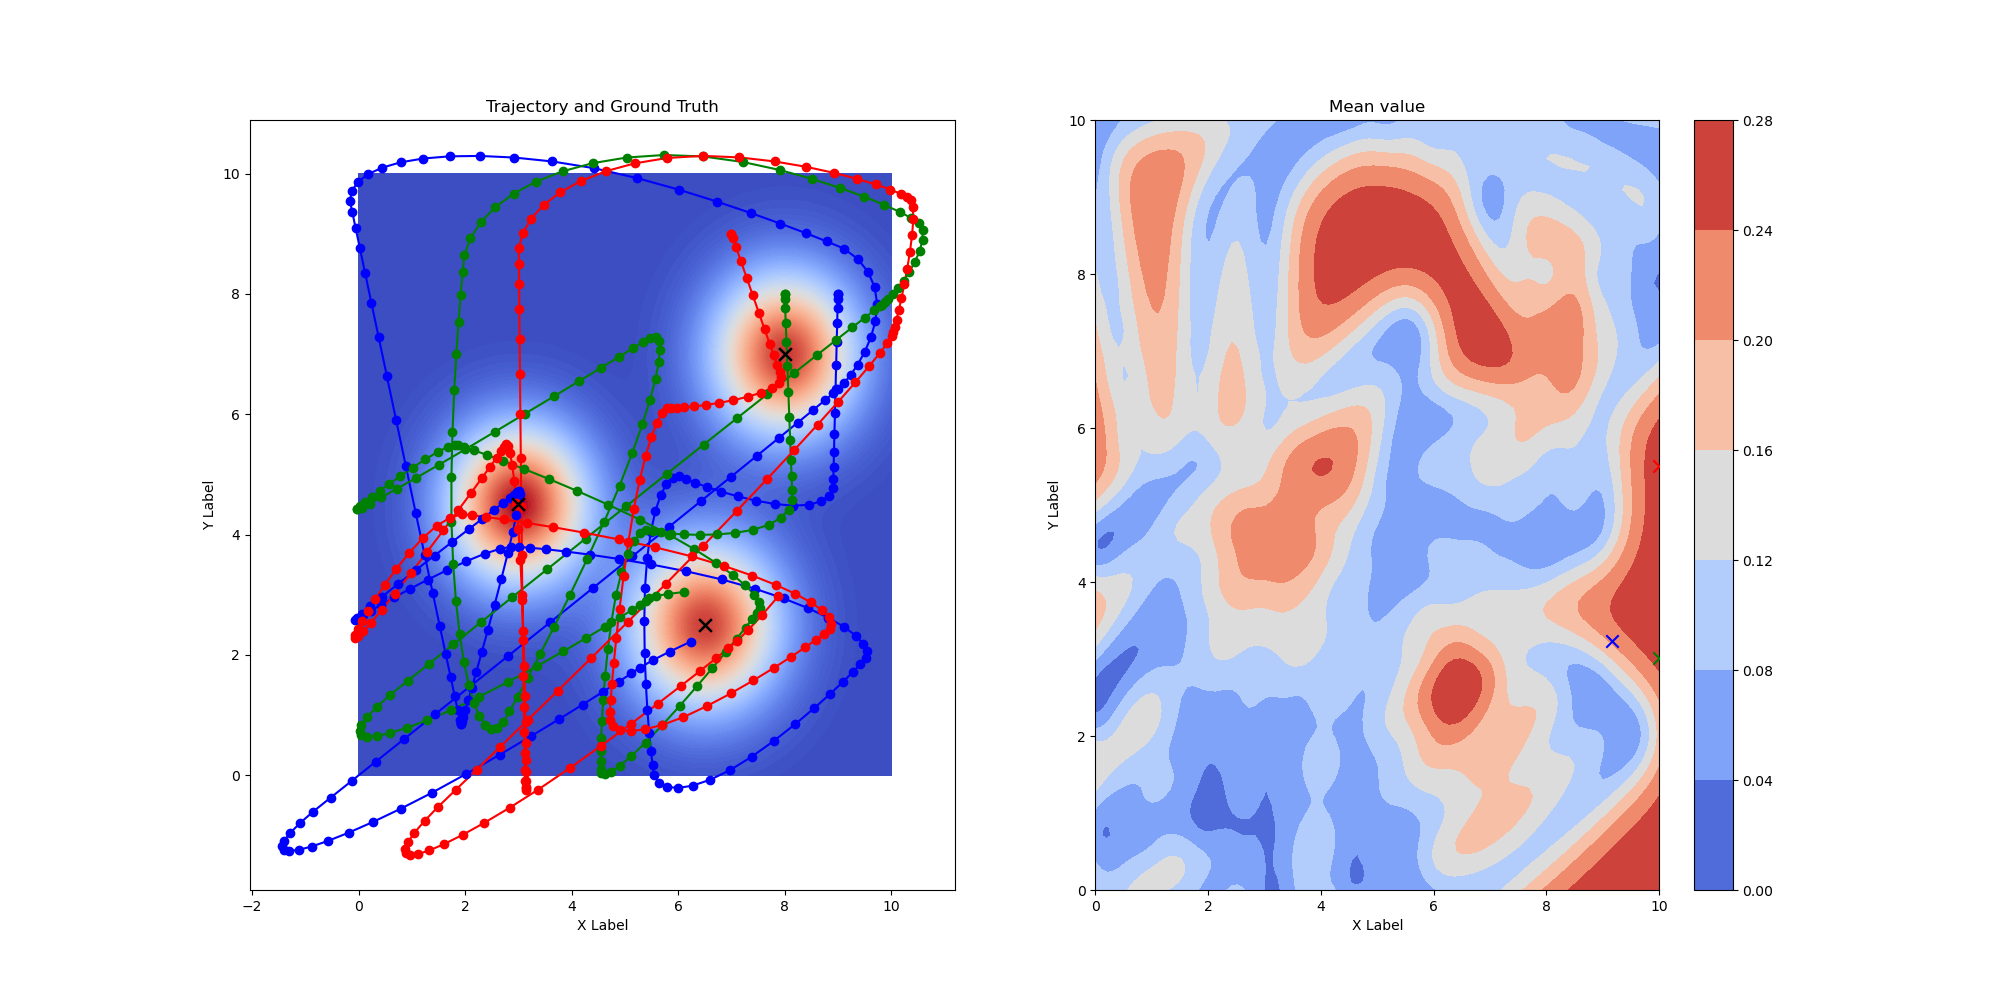 Trajectory and Ground Truth
Y Label
10
8
6
4
2
0
−2 0 2 4 6 8 10
X Label
Mean value
Y Label
10
8
6
4
2
0
0 2 4 6 8 10
X Label
0.28
0.24
0.20
0.16
0.12
0.08
0.04
0.00